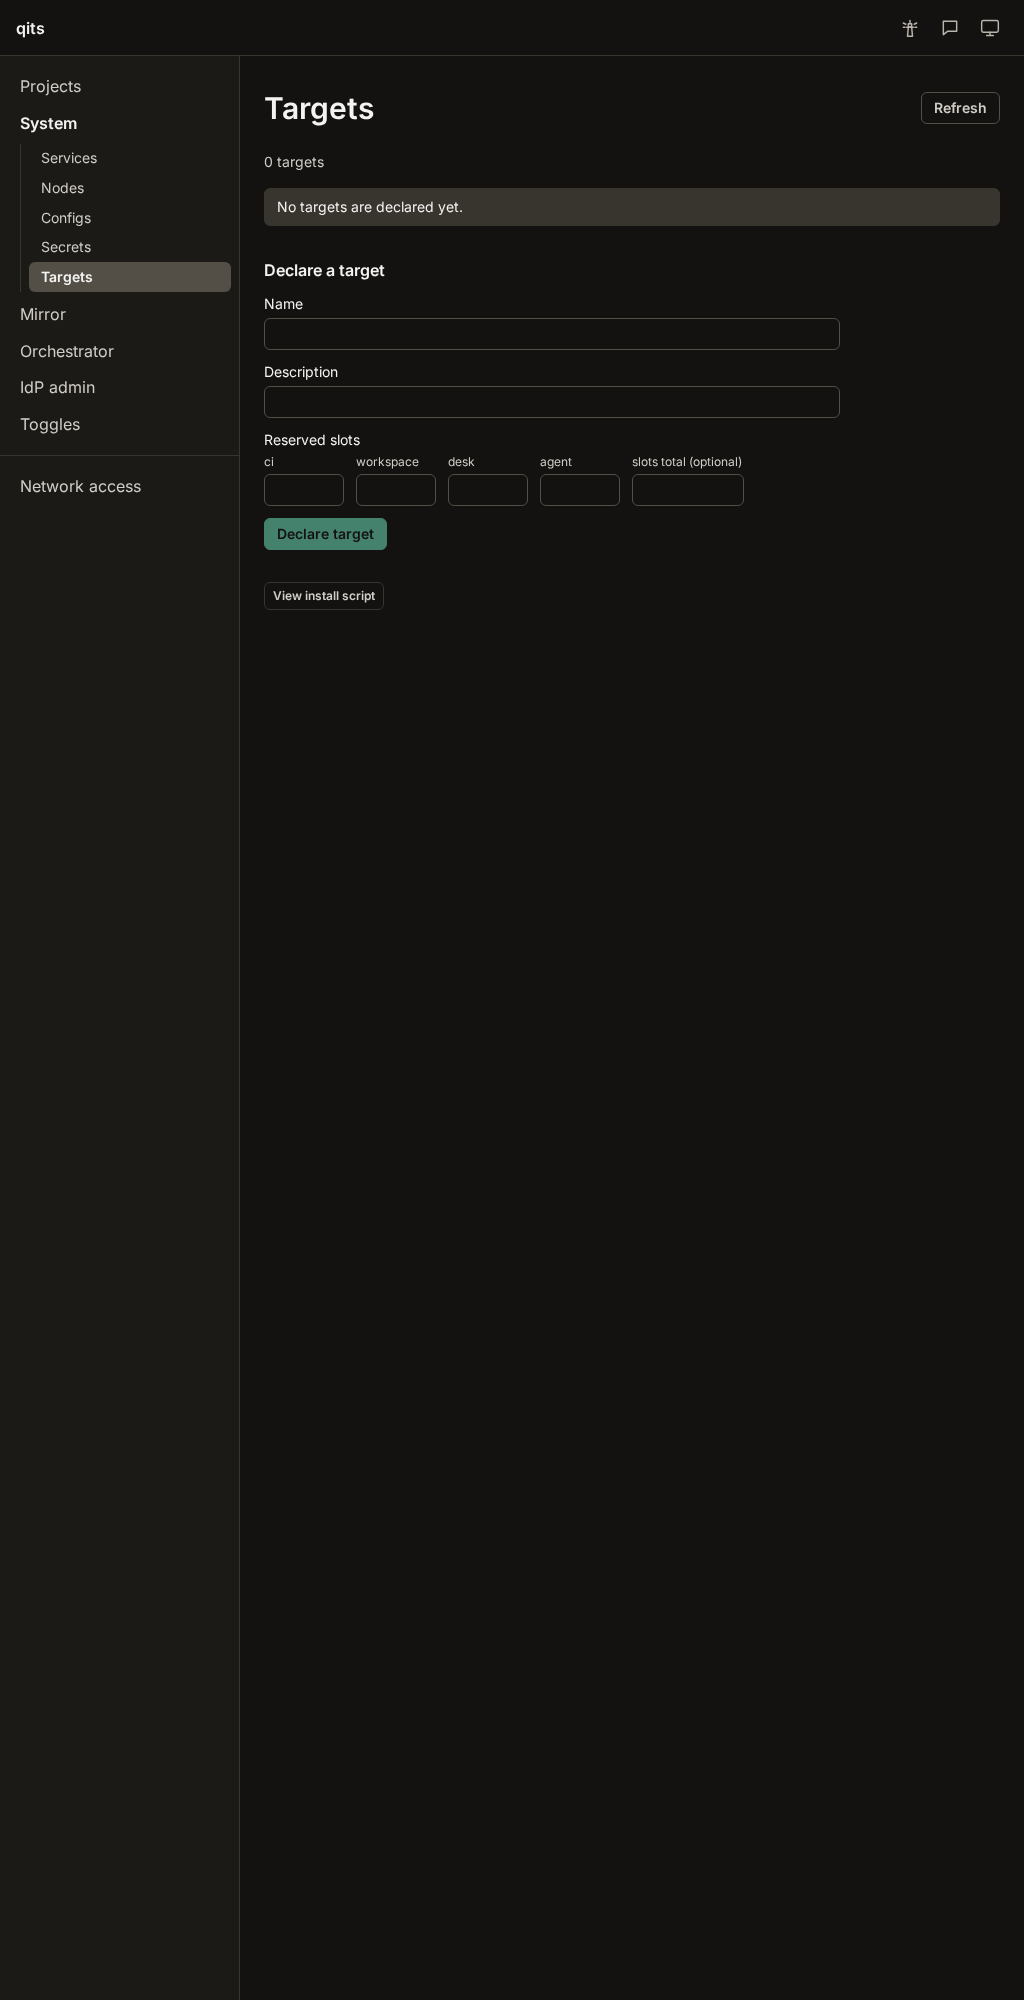 qits
Projects
System
Services
Nodes
Configs
Secrets
Targets
Mirror
Orchestrator
IdP admin
Toggles
Network access
Targets
Refresh
0 targets
No targets are declared yet.
Declare a target
Name
Description
Reserved slots
ci workspace desk agent slots total (optional)
Declare target
View install script